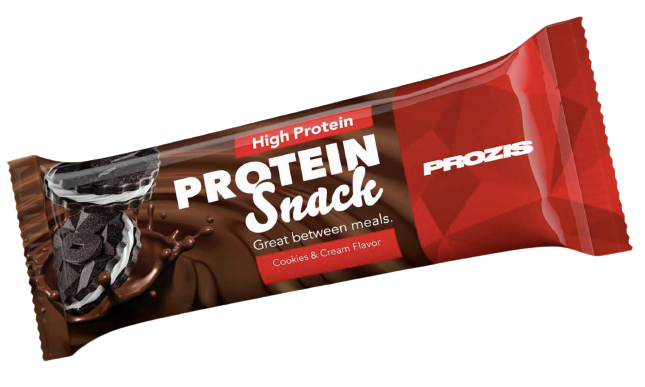 High Protein
PROTEIN
Snack
Great between meals.
Cookies & Cream Flavor
PROZIS